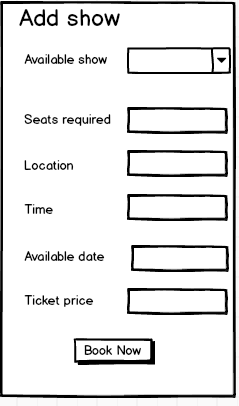 Add show
Available show
Seats required
Location
Time
Available date
Ticket price
Book Now